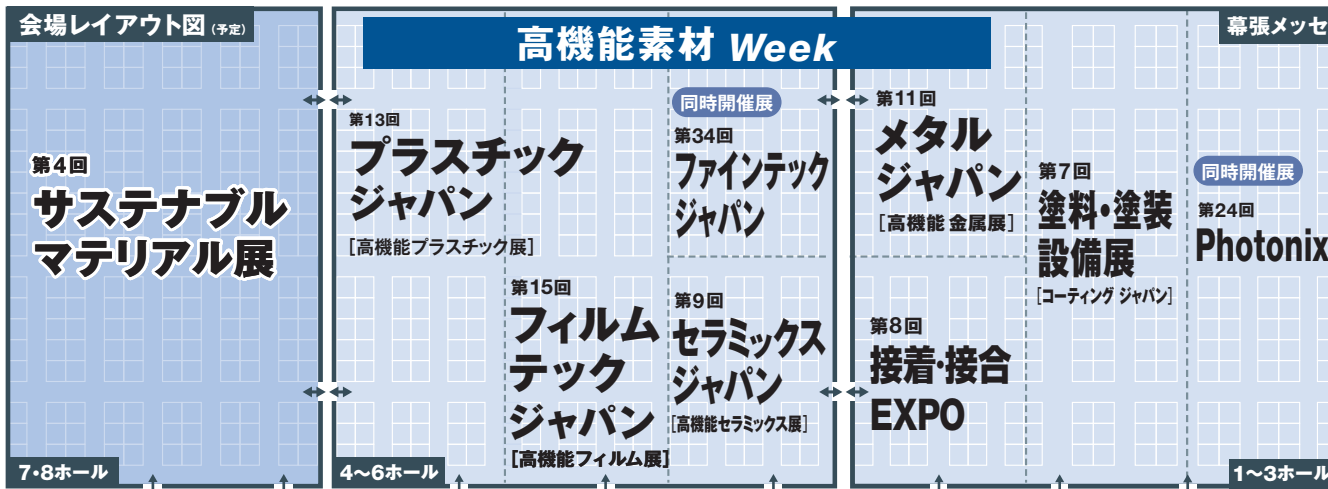 会場レイアウト図(予定)
高機能素材 Week
幕張メッセ
第4回
サステナブル
マテリアル展
7・8ホール
第13回
プラスチック
ジャパン
[高機能プラスチック展]
第15回
フィルム
テック
ジャパン
[高機能フィルム展]
同時開催展
第34回
ファインテック
ジャパン
第9回
セラミックス
ジャパン
[高機能セラミックス展]
4〜6ホール
第11回
メタル
ジャパン
[高機能 金属展]
第8回
接着・接合
EXPO
第7回
塗料・塗装
設備展
[コーティング ジャパン]
同時開催展
第24回
Photonix
1〜3ホール